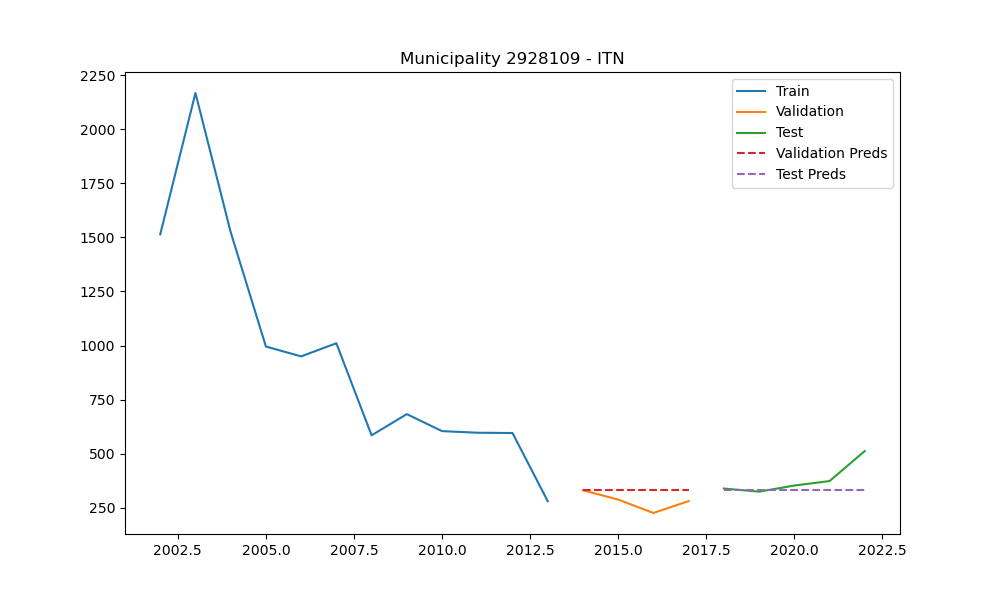 Municipality 2928109 - ITN
2250
2000
1750
1500
1250
1000
750
500
250
2002.5 2005.0 2007.5 2010.0 2012.5 2015.0 2017.5 2020.0 2022.5
Train
Validation
Test
Validation Preds
Test Preds